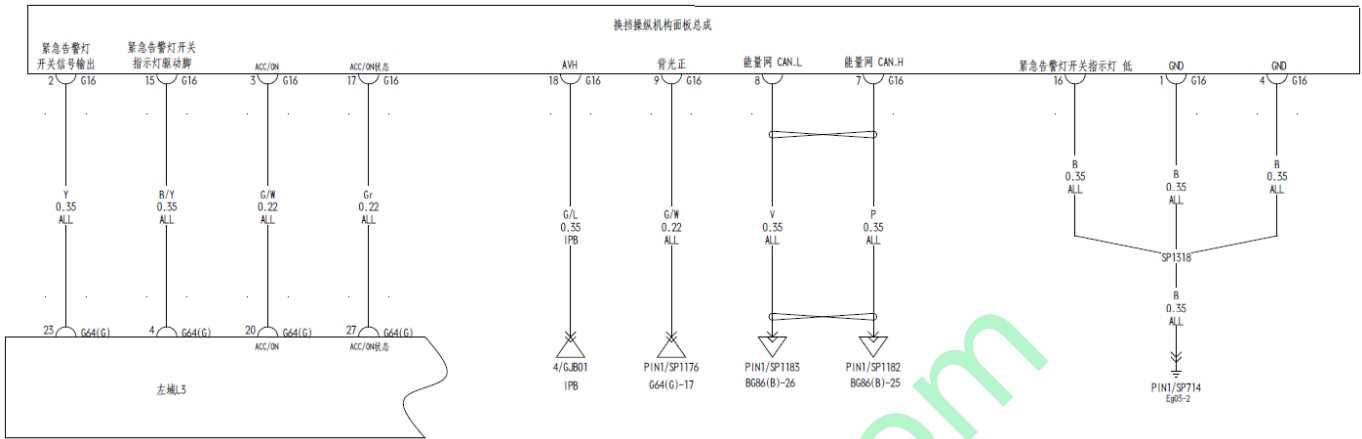 换挡操纵机构面板总成
紧急告警灯
开关信号输出
紧急告警灯开关
指示灯驱动脚
ACC/ON
ACC/ON状态
AVH
背光正
能量网 CAN_L
能量网 CAN_H
紧急告警灯开关指示灯 低
GND
GND
2 G16
15 G16
3 G16
17 G16
18 G16
9 G16
8
7 G16
16
1 G16
4 G16
Y
0.35
ALL
B/Y
0.35
ALL
G/W
0.22
ALL
Gr
0.22
ALL
G/L
0.35
IPB
G/W
0.22
ALL
V
0.35
ALL
P
0.35
ALL
B
0.35
ALL
B
0.35
ALL
B
0.35
ALL
SP1318
B
0.35
ALL
23 G64(G)
4 G64(G)
20 G64(G)
27 G64(G)
ACC/ON
ACC/ON状态
左域L3
4/GJB01
IPB
PIN1/SP1176
G64(G)-17
PIN1/SP1183
BG86(B)-26
PIN1/SP1182
BG86(B)-25
PIN1/SP714
Eg03-2
om